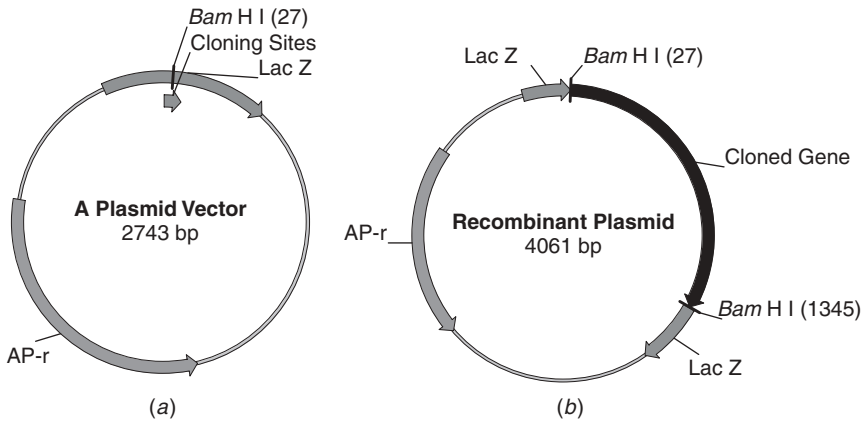 Bam H I (27)
Cloning Sites
Lac Z
A Plasmid Vector
2743 bp
AP-r
(a)
Lac Z
Bam H I (27)
Cloned Gene
AP-r
Recombinant Plasmid
4061 bp
Bam H I (1345)
Lac Z
(b)